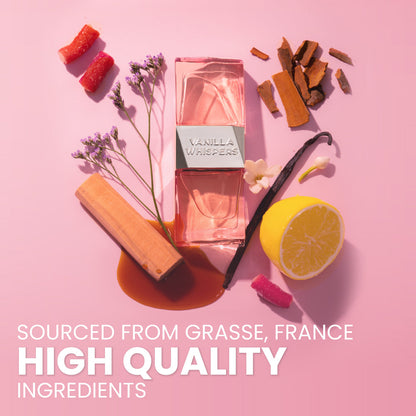 VANILLA
WHISPERS
SOURCED FROM GRASSE, FRANCE
HIGH QUALITY
INGREDIENTS